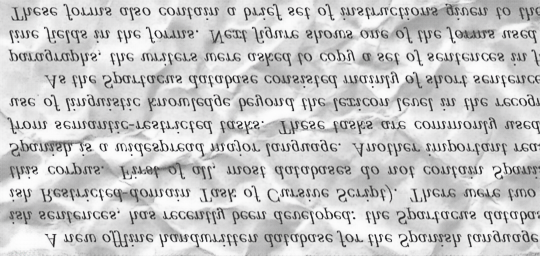 A new offline handwritten database for the Spanish language
ish sentences, has recently been developed: the Spartacus databas
ish Restricted-domain Task of Cursive Script). There were two
this corpus. First of all, most databases do not contain Spani
Spanish is a widespread major language. Another important rea
from semantic-restricted tasks. These tasks are commonly used
use of linguistic knowledge beyond the lexicon level in the recogn
As the Spartacus database consisted mainly of short sentence
paragraphs, the writers were asked to copy a set of sentences in f
line fields in the forms. Next figure shows one of the forms used
These forms also contain a brief set of instructions given to the